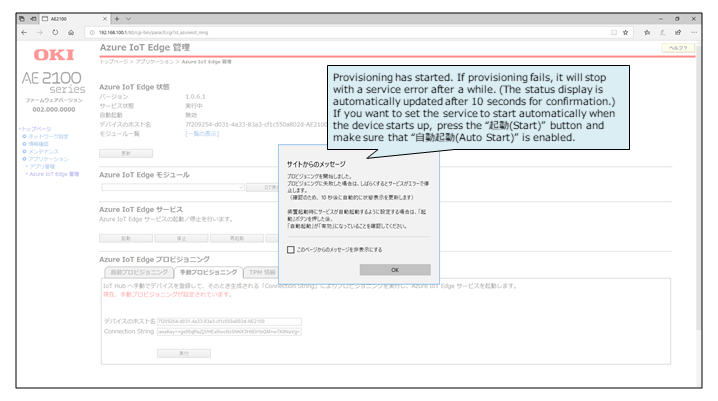 AE2100
192.168.100.1
Azure IoT Edge 管理
ヘルプ?
トップページ > アプリケーション > Azure IoT Edge 管理
OKI
AE 2100
series
ファームウェアバージョン
002.000.0000
トップページ
ネットワーク設定
情報確認
メンテナンス
アプリケーション
アプリ管理
Azure IoT Edge 管理
Azure IoT Edge 状態
バージョン 1.0.6.1
サービス状態 実行中
自動起動 無効
デバイスのホスト名 7f209254-d031-4a33-83a3-cf1c550a802d-AE2100
モジュール一覧 [一覧の表示]
更新
Provisioning has started. If provisioning fails, it will stop
with a service error after a while. (The status display is
automatically updated after 10 seconds for confirmation.)
If you want to set the service to start automatically when
the device starts up, press the “起動(Start)” button and
make sure that “自動起動(Auto Start)” is enabled.
サイトからのメッセージ
プロビジョニングを開始しました。
プロビジョニングに失敗した場合は、しばらくするとサービスがエラーで停
止します。
（確認のため、10 秒後に自動的に状態表示を更新します）
装置起動時にサービスが自動起動するように設定する場合は、「起
動」ボタンを押した後、
「自動起動」が「有効」になっていることを確認してください。
このページからのメッセージを非表示にする
OK
Azure IoT Edge モジュール
Azure IoT Edge サービス
Azure IoT Edge サービスの起動／停止を行います。
起動 停止 再起動
Azure IoT Edge プロビジョニング
自動プロビジョニング 手動プロビジョニング TPM 情報
IoT Hub へ手動でデバイスを登録して、そのとき生成される「Connection String」によりプロビジョニングを実行し、Azure IoT Edge サービスを起動します。
現在、手動プロビジョニングが設定されています。
デバイスのホスト名 7f209254-d031-4a33-83a3-cf1c550a802d-AE2100
Connection String
実行